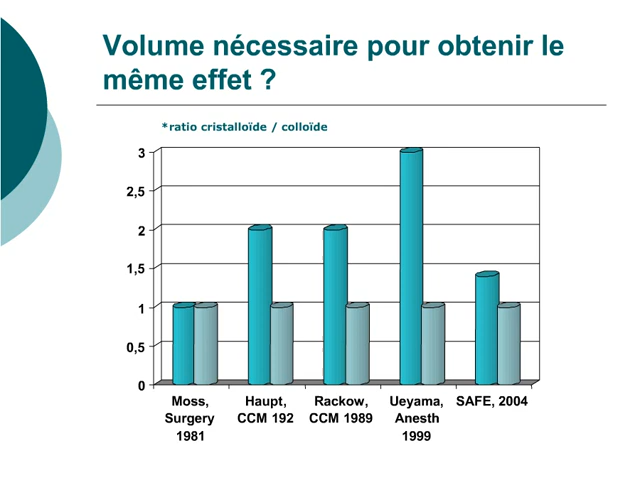 Volume nécessaire pour obtenir le
même effet ?
*ratio cristalloïde / colloïde
3
2,5
2
1,5
1
0,5
0
Moss,
Surgery
1981
Haupt,
CCM 192
Rackow,
CCM 1989
Ueyama,
Anesth
1999
SAFE, 2004